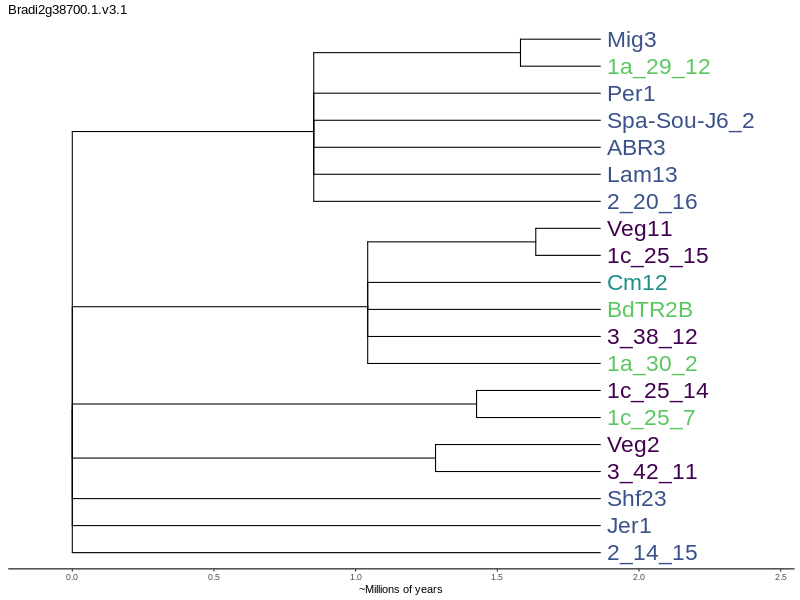 Bradi2g38700.1.v3.1
Mig3
1a_29_12
Per1
Spa-Sou-J6_2
ABR3
Lam13
2_20_16
Veg11
1c_25_15
Cm12
BdTR2B
3_38_12
1a_30_2
1c_25_14
1c_25_7
Veg2
3_42_11
Shf23
Jer1
2_14_15
0.0 0.5 1.0 1.5 2.0 2.5
~Millions of years